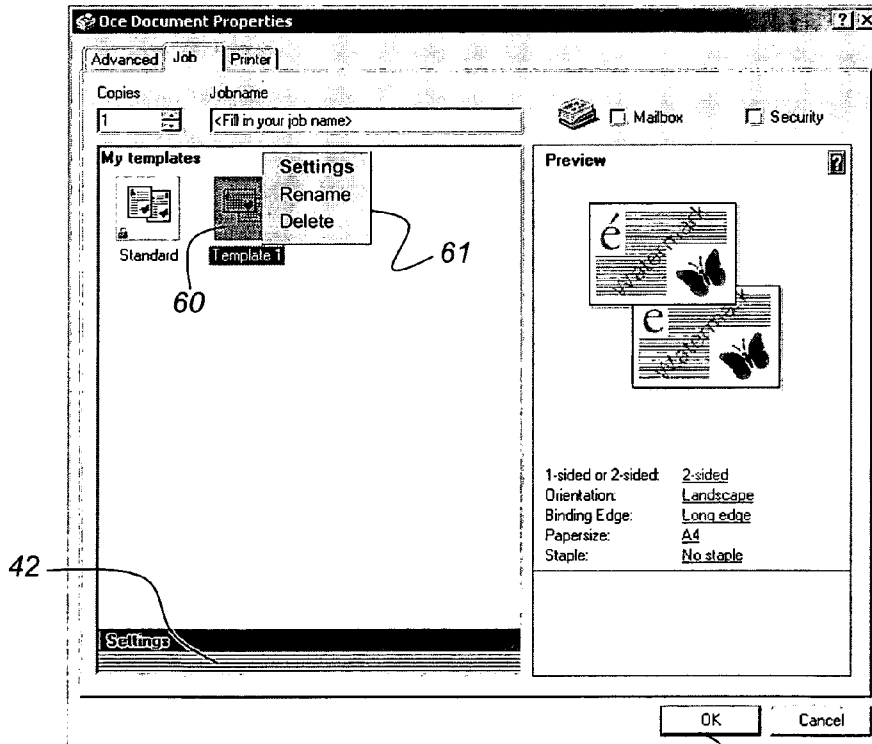 Oce Document Properties
Advanced Job Printer
Copies Jobname
1 <Fill in your job name> Mailbox Security
My templates
Settings
Rename
Delete
Standard Template 1
60
61
Preview
é
Watermark
e
Watermark
1-sided or 2-sided: 2-sided
Orientation: Landscape
Binding Edge: Long edge
Papersize: A4
Staple: No staple
42
Settings
OK Cancel